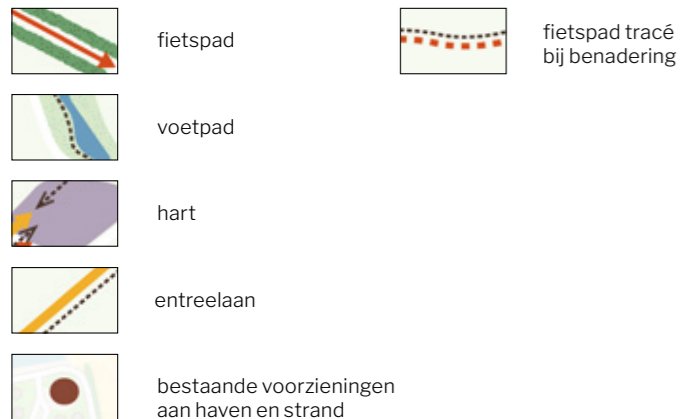 fietspad
voetpad
hart
entreelaan
bestaande voorzieningen
aan haven en strand
fietspad tracé
bij benadering